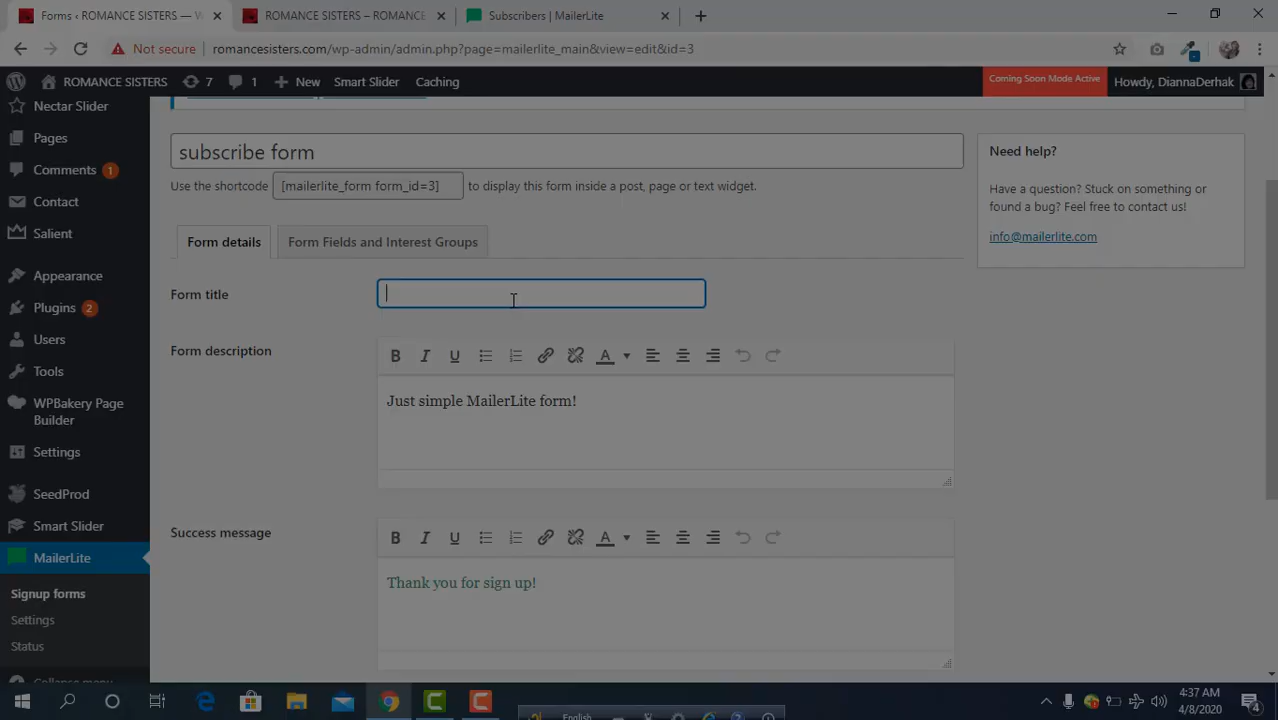 Forms ‹ ROMANCE SISTERS — W
ROMANCE SISTERS – ROMANCE
Subscribers | MailerLite
Not secure
romancesisters.com/wp-admin/admin.php?page=mailerlite_main&view=edit&id=3
ROMANCE SISTERS
7
1
New
Smart Slider
Caching
Coming Soon Mode Active
Howdy, DiannaDerhak
Nectar Slider
Pages
Comments 1
Contact
Salient
Appearance
Plugins 2
Users
Tools
WPBakery Page
Builder
Settings
SeedProd
Smart Slider
MailerLite
Signup forms
Settings
Status
Collapse menu
subscribe form
Use the shortcode [mailerlite_form form_id=3] to display this form inside a post, page or text widget.
Form details
Form Fields and Interest Groups
Form title
Form description
B I U A
Just simple MailerLite form!
Success message
B I U A
Thank you for sign up!
Need help?
Have a question? Stuck on something or
found a bug? Feel free to contact us!
info@mailerlite.com
English
4:37 AM
4/8/2020
4